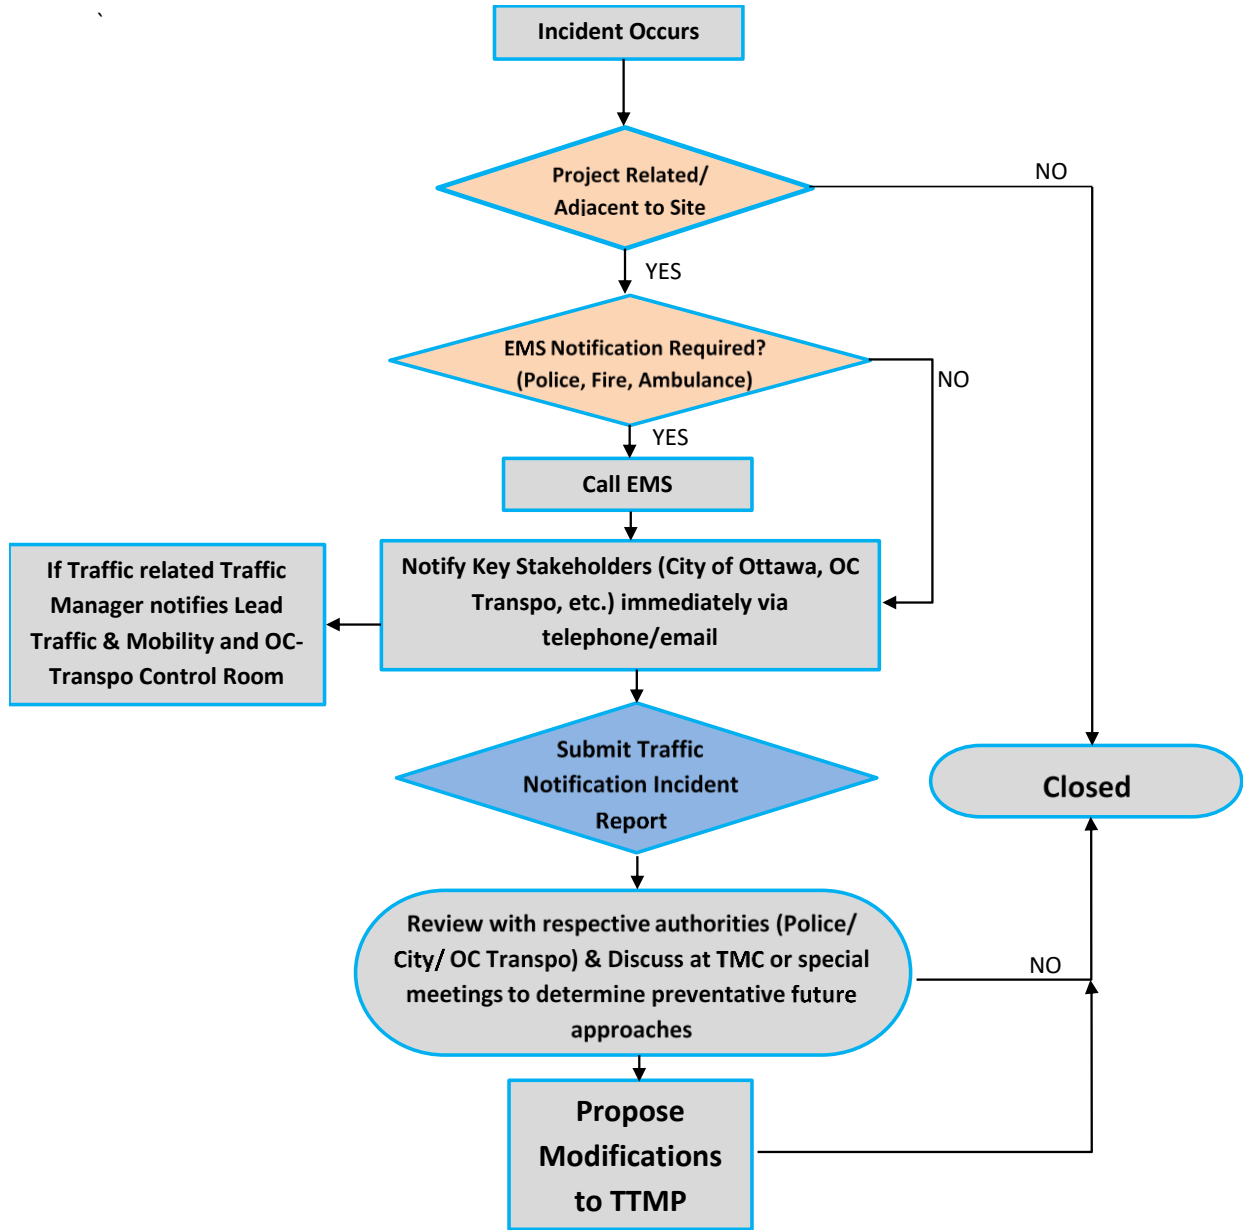 `
Incident Occurs
Project Related/
Adjacent to Site
NO
YES
EMS Notification Required?
(Police, Fire, Ambulance)
NO
YES
Call EMS
Notify Key Stakeholders (City of Ottawa, OC
Transpo, etc.) immediately via
telephone/email
If Traffic related Traffic
Manager notifies Lead
Traffic & Mobility and OC-
Transpo Control Room
Submit Traffic
Notification Incident
Report
Closed
Review with respective authorities (Police/
City/ OC Transpo) & Discuss at TMC or special
meetings to determine preventative future
approaches
NO
Propose
Modifications
to TTMP